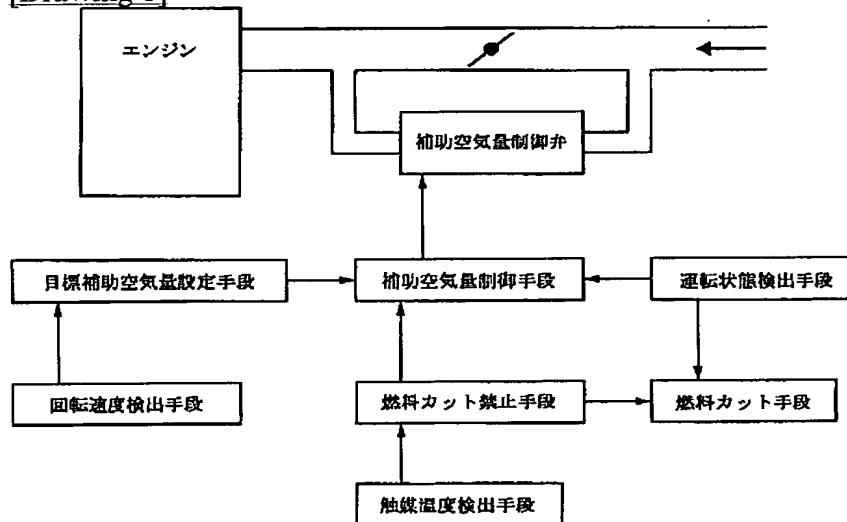 [Drawing 1]
エンジン
補助空気量制御弁
目標補助空気量設定手段
補助空気量制御手段
運転状態検出手段
回転速度検出手段
燃料カット禁止手段
燃料カット手段
触媒温度検出手段